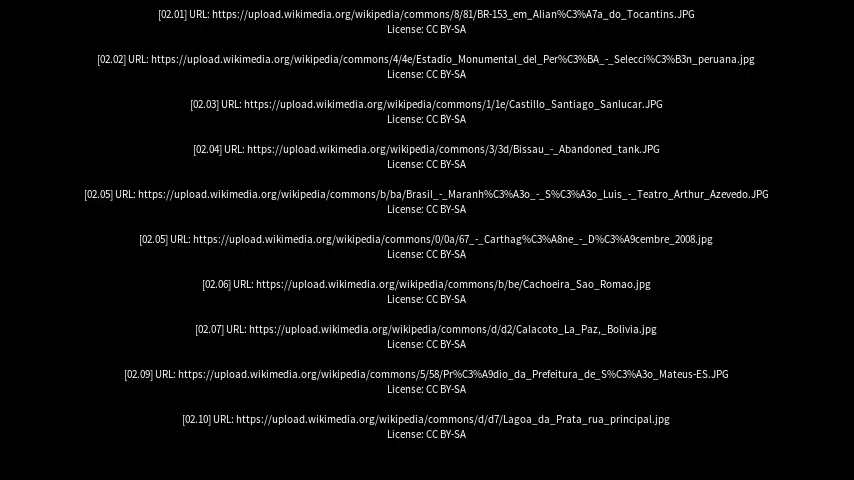 [02.01] URL: https://upload.wikimedia.org/wikipedia/commons/8/81/BR-153_em_Alian%C3%A7a_do_Tocantins.JPG
License: CC BY-SA
[02.02] URL: https://upload.wikimedia.org/wikipedia/commons/4/4e/Estadio_Monumental_del_Per%C3%BA_-_Selecci%C3%B3n_peruana.jpg
License: CC BY-SA
[02.03] URL: https://upload.wikimedia.org/wikipedia/commons/1/1e/Castillo_Santiago_Sanlucar.JPG
License: CC BY-SA
[02.04] URL: https://upload.wikimedia.org/wikipedia/commons/3/3d/Bissau_-_Abandoned_tank.JPG
License: CC BY-SA
[02.05] URL: https://upload.wikimedia.org/wikipedia/commons/b/ba/Brasil_-_Maranh%C3%A3o_-_S%C3%A3o_Luis_-_Teatro_Arthur_Azevedo.JPG
License: CC BY-SA
[02.05] URL: https://upload.wikimedia.org/wikipedia/commons/0/0a/67_-_Carthag%C3%A8ne_-_D%C3%A9cembre_2008.jpg
License: CC BY-SA
[02.06] URL: https://upload.wikimedia.org/wikipedia/commons/b/be/Cachoeira_Sao_Romao.jpg
License: CC BY-SA
[02.07] URL: https://upload.wikimedia.org/wikipedia/commons/d/d2/Calacoto_La_Paz,_Bolivia.jpg
License: CC BY-SA
[02.09] URL: https://upload.wikimedia.org/wikipedia/commons/5/58/Pr%C3%A9dio_da_Prefeitura_de_S%C3%A3o_Mateus-ES.JPG
License: CC BY-SA
[02.10] URL: https://upload.wikimedia.org/wikipedia/commons/d/d7/Lagoa_da_Prata_rua_principal.jpg
License: CC BY-SA